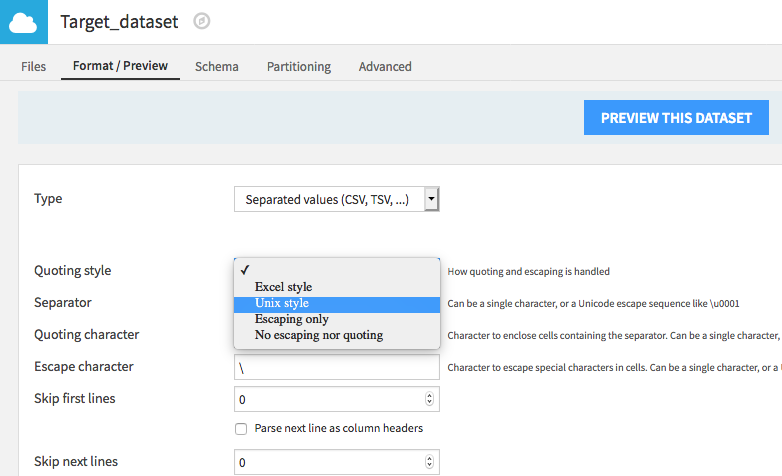 Target_dataset
Files Format / Preview Schema Partitioning Advanced
PREVIEW THIS DATASET
Type Separated values (CSV, TSV, ...)
Quoting style ✓ How quoting and escaping is handled
Excel style
Separator Unix style Can be a single character, or a Unicode escape sequence like \u0001
Escaping only
Quoting character No escaping nor quoting Character to enclose cells containing the separator. Can be a single character,
Escape character \ Character to escape special characters in cells. Can be a single character, or a
Skip first lines 0
Parse next line as column headers
Skip next lines 0